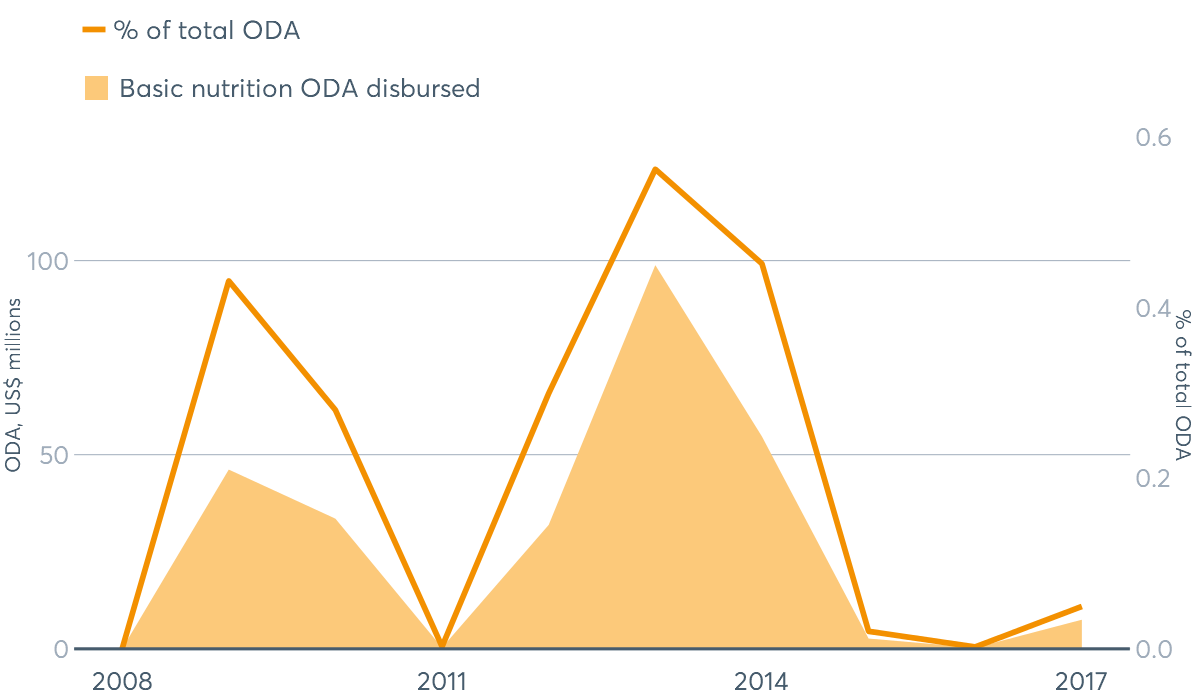 % of total ODA
Basic nutrition ODA disbursed
0.6
100
0.4
ODA, US$ millions
% of total ODA
50
0.2
0
0.0
2008
2011
2014
2017